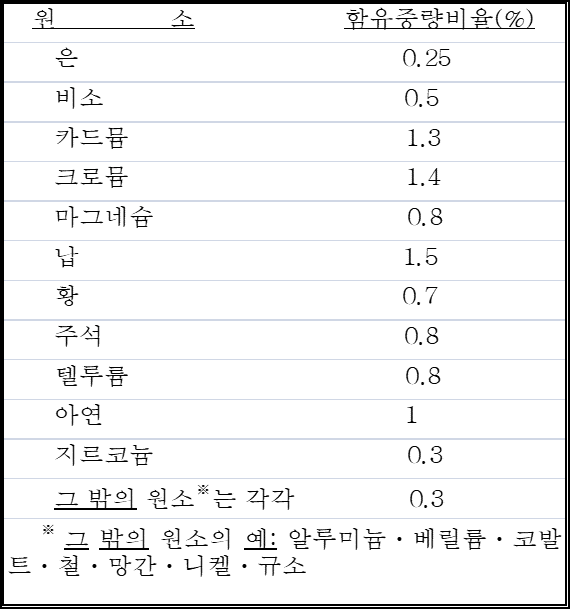 원 소 함유중량비율(%)
은 0.25
비소 0.5
카드뮴 1.3
크로뮴 1.4
마그네슘 0.8
납 1.5
황 0.7
주석 0.8
텔루륨 0.8
아연 1
지르코늄 0.3
그 밖의 원소※는 각각 0.3
※ 그 밖의 원소의 예: 알루미늄・베릴륨・코발
트・철・망간・니켈・규소